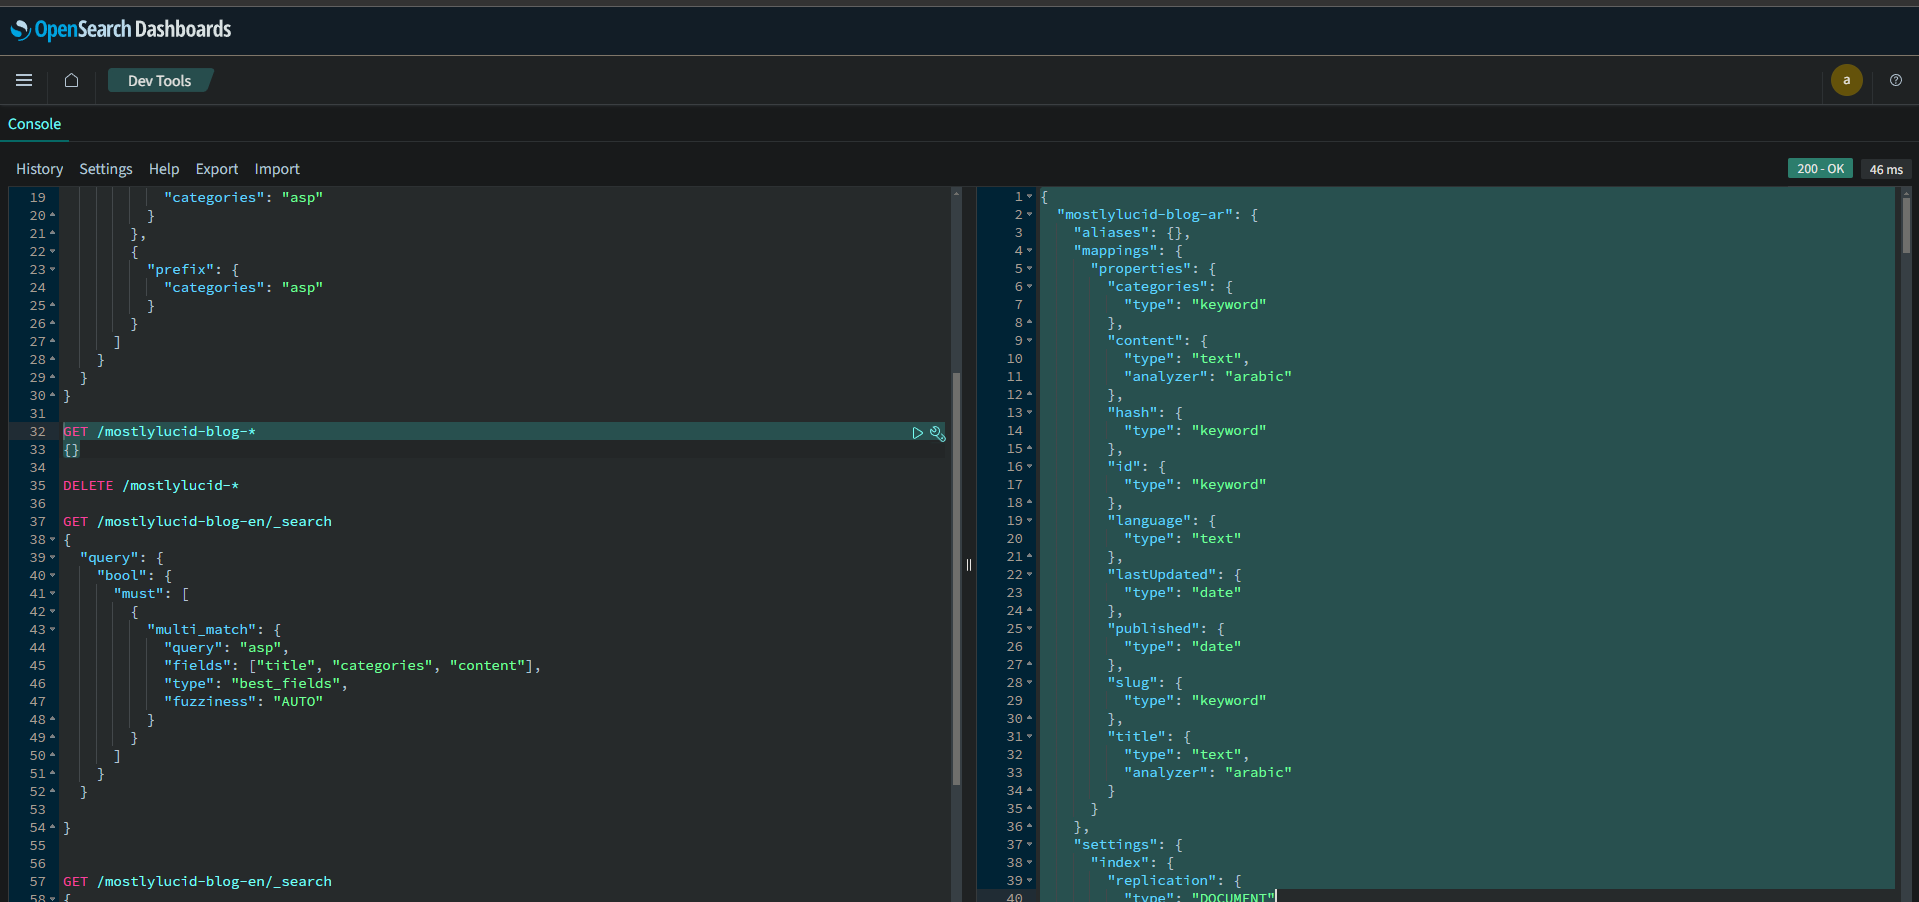 OpenSearch Dashboards
Dev Tools
a
Console
History Settings Help Export Import
200 - OK 46 ms
19 "categories": "asp"
20 }
21 },
22 {
23 "prefix": {
24 "categories": "asp"
25 }
26 }
27 ]
28 }
29 }
30 }
31
32 GET /mostlylucid-blog-*
33 {}
34
35 DELETE /mostlylucid-*
36
37 GET /mostlylucid-blog-en/_search
38 {
39 "query": {
40 "bool": {
41 "must": [
42 {
43 "multi_match": {
44 "query": "asp",
45 "fields": ["title", "categories", "content"],
46 "type": "best_fields",
47 "fuzziness": "AUTO"
48 }
49 }
50 ]
51 }
52 }
53
54 }
55
56
57 GET /mostlylucid-blog-en/_search
58 {
1 {
2 "mostlylucid-blog-ar": {
3 "aliases": {},
4 "mappings": {
5 "properties": {
6 "categories": {
7 "type": "keyword"
8 },
9 "content": {
10 "type": "text",
11 "analyzer": "arabic"
12 },
13 "hash": {
14 "type": "keyword"
15 },
16 "id": {
17 "type": "keyword"
18 },
19 "language": {
20 "type": "text"
21 },
22 "lastUpdated": {
23 "type": "date"
24 },
25 "published": {
26 "type": "date"
27 },
28 "slug": {
29 "type": "keyword"
30 },
31 "title": {
32 "type": "text",
33 "analyzer": "arabic"
34 }
35 }
36 },
37 "settings": {
38 "index": {
39 "replication": {
40 "type": "DOCUMENT"